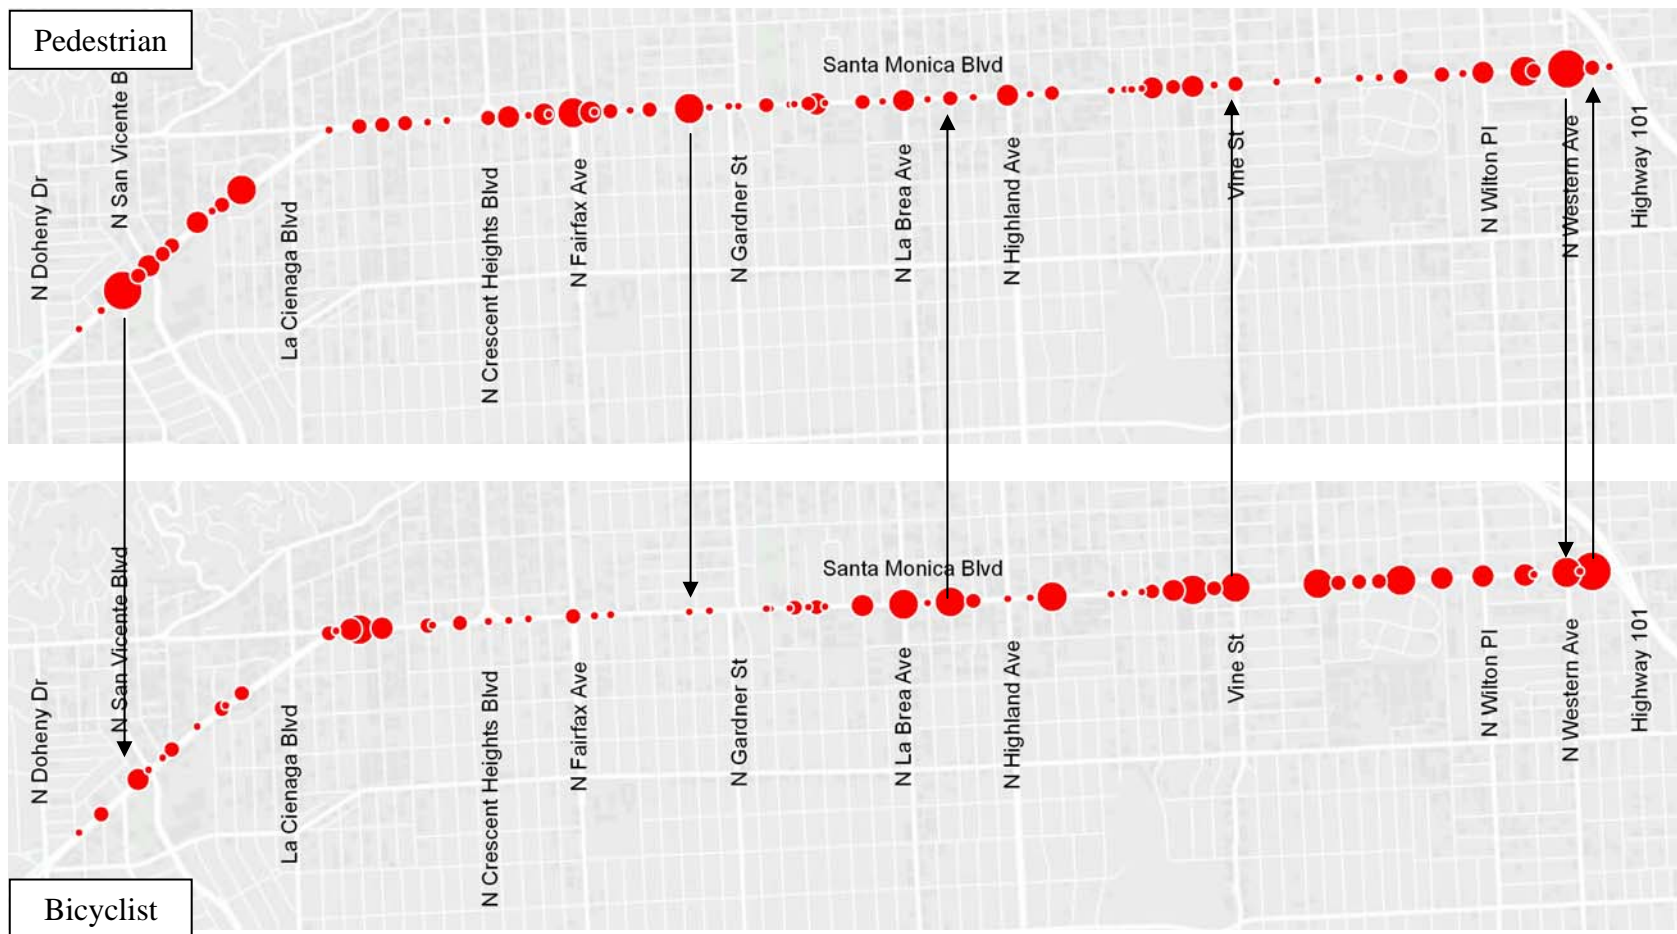 Pedestrian
Santa Monica Blvd
N Doheny Dr
N San Vicente B
La Cienaga Blvd
N Crescent Heights Blvd
N Fairfax Ave
N Gardner St
N La Brea Ave
N Highland Ave
Vine St
N Wilton Pl
N Western Ave
Highway 101
Santa Monica Blvd
N Doheny Dr
N San Vicente Blvd
La Cienaga Blvd
N Crescent Heights Blvd
N Fairfax Ave
N Gardner St
N La Brea Ave
N Highland Ave
Vine St
N Wilton Pl
N Western Ave
Highway 101
Bicyclist